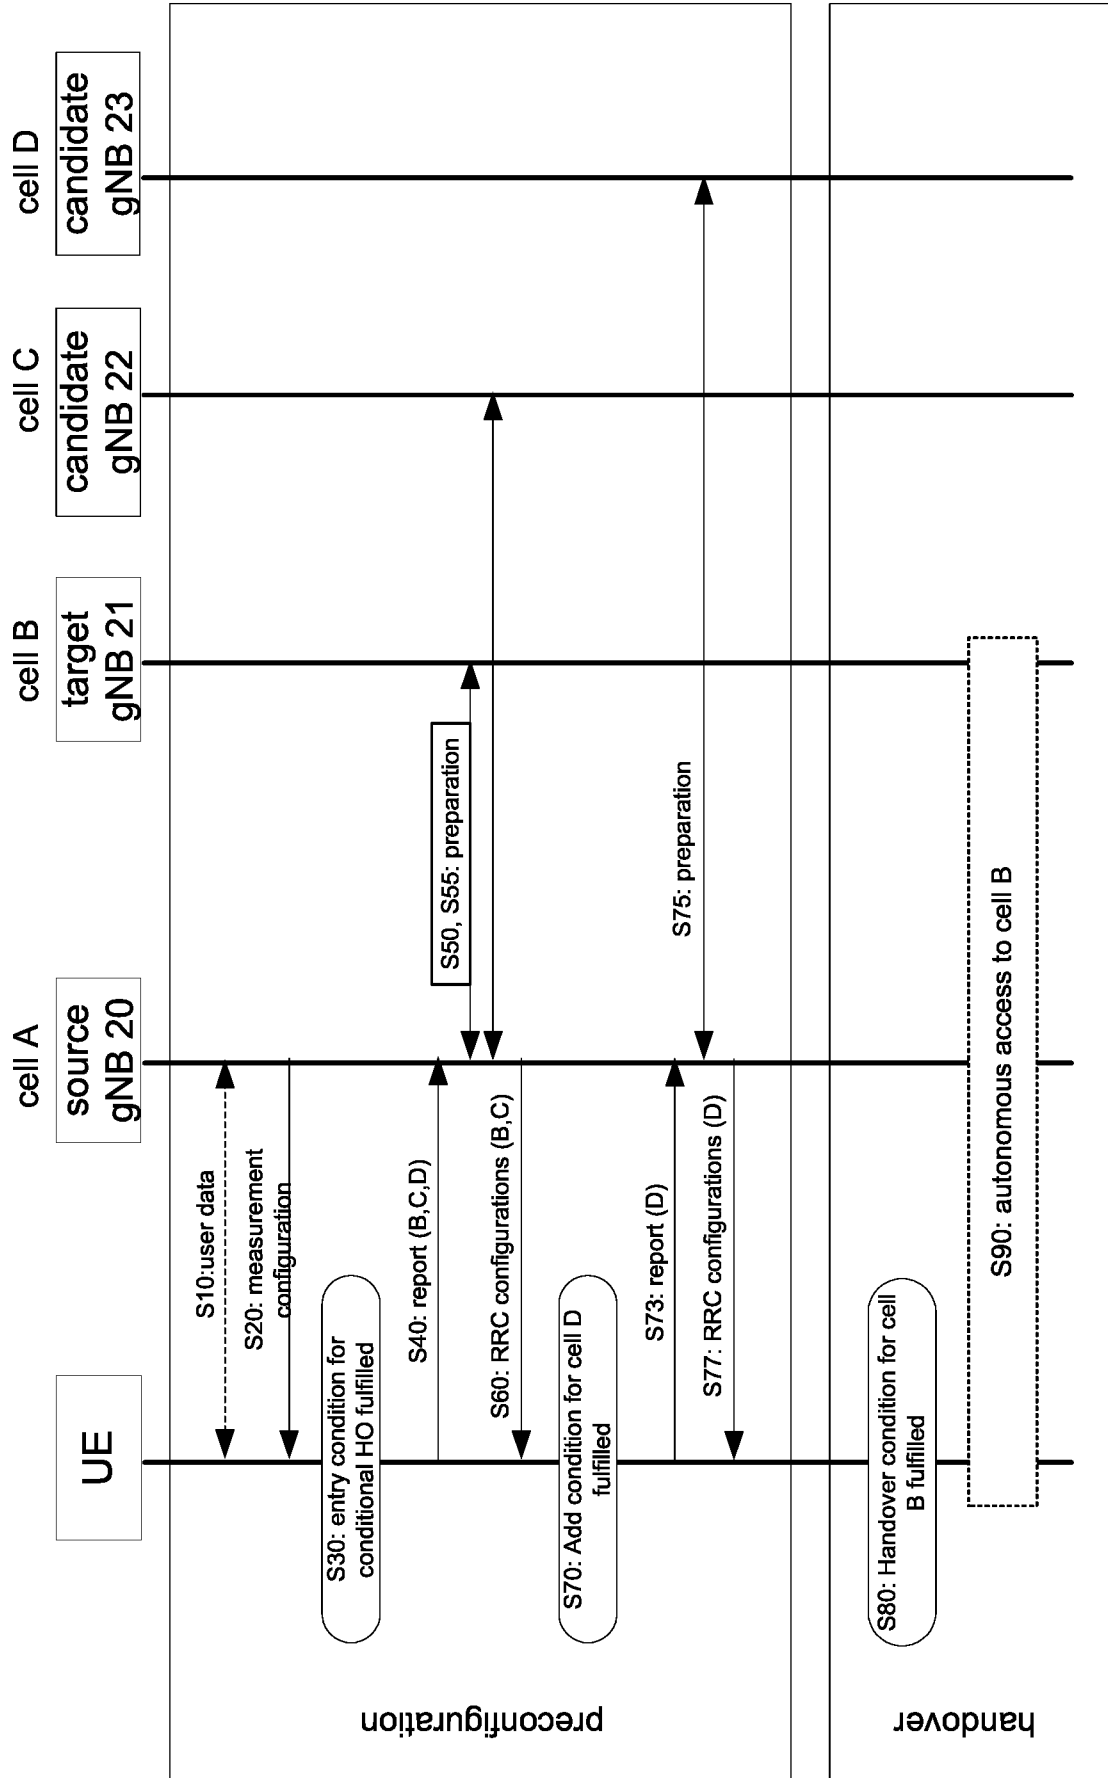 cell A
cell B
cell C
cell D
UE
source
gNB 20
target
gNB 21
candidate
gNB 22
candidate
gNB 23
preconfiguration
S10:user data
S20: measurement
configuration
S30: entry condition for
conditional HO fulfilled
S40: report (B,C,D)
S50, S55: preparation
S60: RRC configurations (B,C)
S70: Add condition for cell D
fulfilled
S73: report (D)
S75: preparation
S77: RRC configurations (D)
handover
S80: Handover condition for cell
B fulfilled
S90: autonomous access to cell B